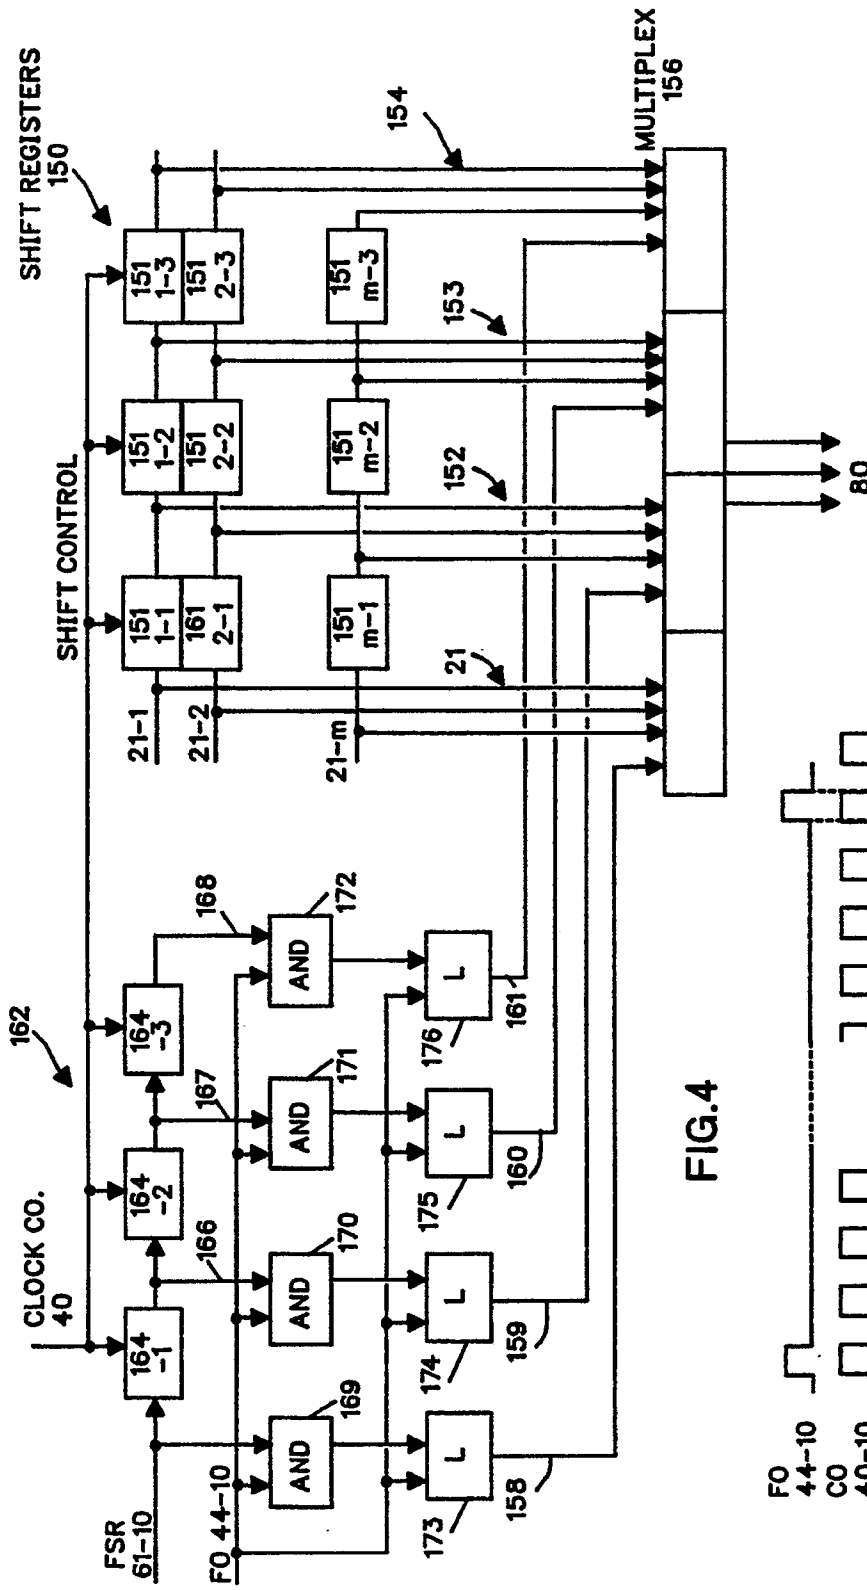 CLOCK CO.
40
162
SHIFT CONTROL
SHIFT REGISTERS
150
FSR
61-10
164
-1
164
-2
164
-3
21-1
151
1-1
151
1-2
151
1-3
166
167
168
21-2
161
2-1
151
2-2
151
2-3
FO 44-10
AND
169
AND
170
AND
171
AND
172
21-m
151
m-1
151
m-2
151
m-3
21
152
153
154
L
173
L
174
L
175
L
176
158
159
160
161
MULTIPLEX
156
80
FIG.4
FO
44-10
CO
40-10